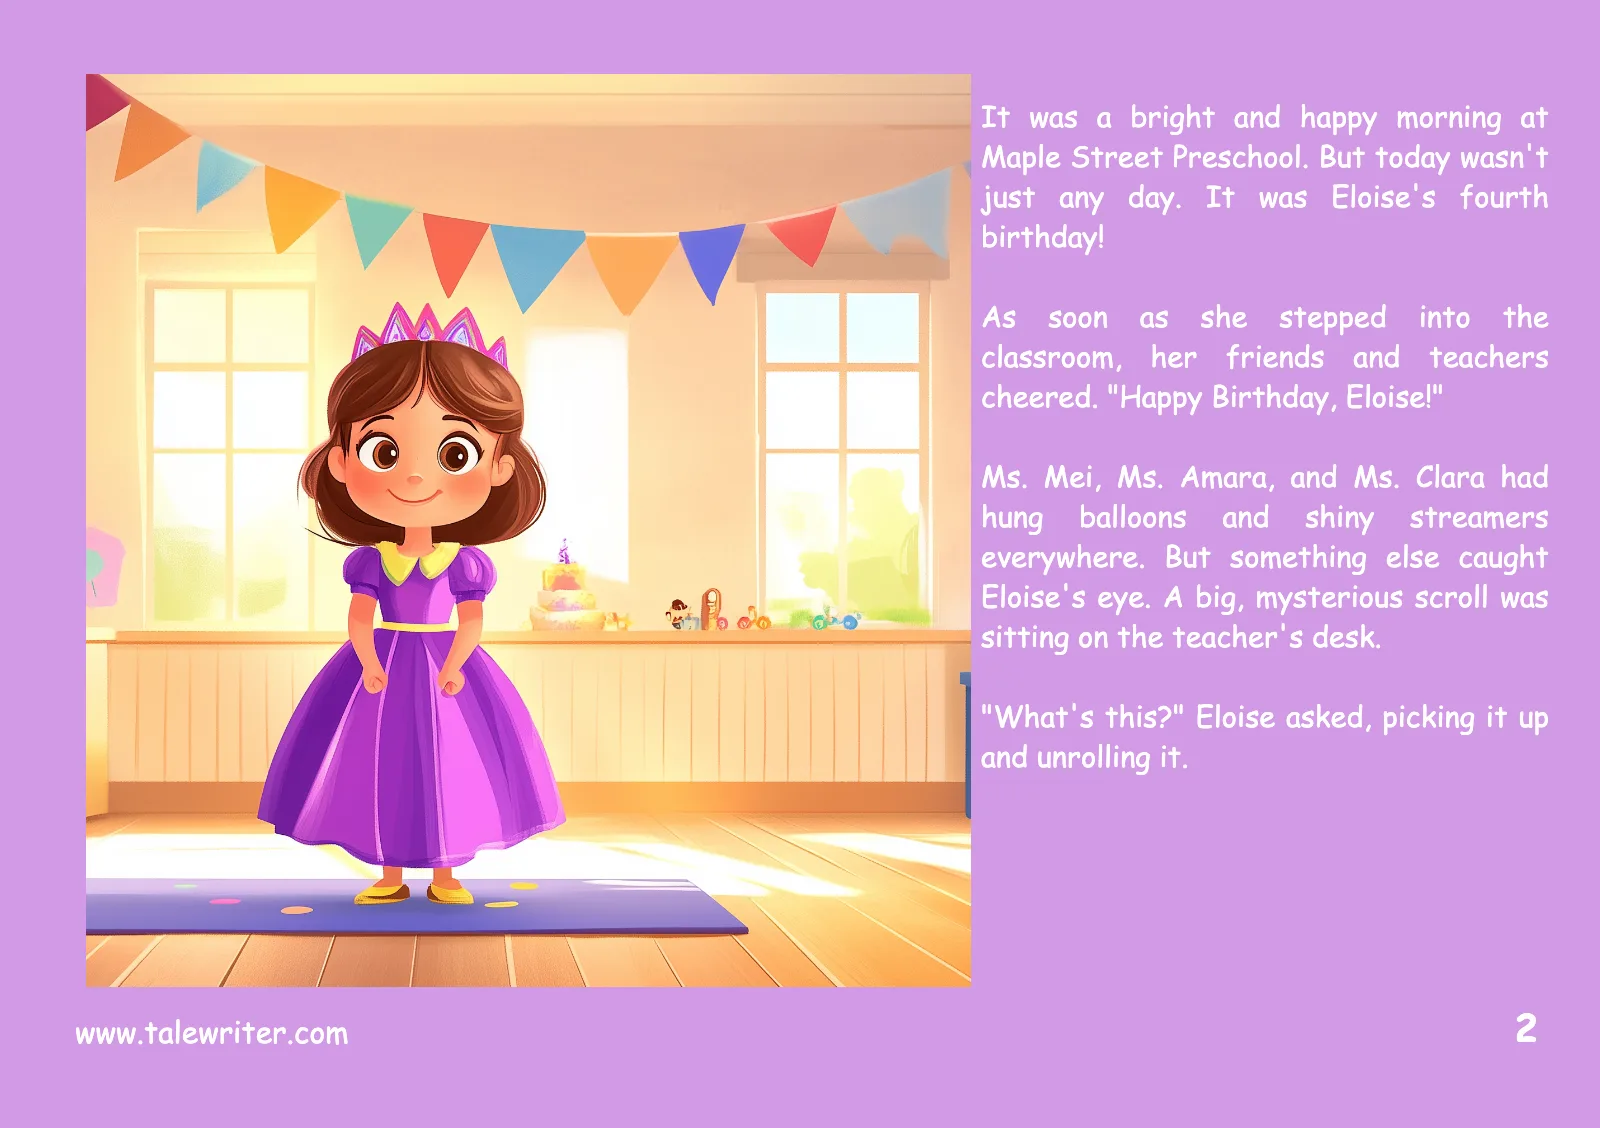 It was a bright and happy morning at
Maple Street Preschool. But today wasn't
just any day. It was Eloise's fourth
birthday!
As soon as she stepped into the
classroom, her friends and teachers
cheered. "Happy Birthday, Eloise!"
Ms. Mei, Ms. Amara, and Ms. Clara had
hung balloons and shiny streamers
everywhere. But something else caught
Eloise's eye. A big, mysterious scroll was
sitting on the teacher's desk.
"What's this?" Eloise asked, picking it up
and unrolling it.
www.talewriter.com
2